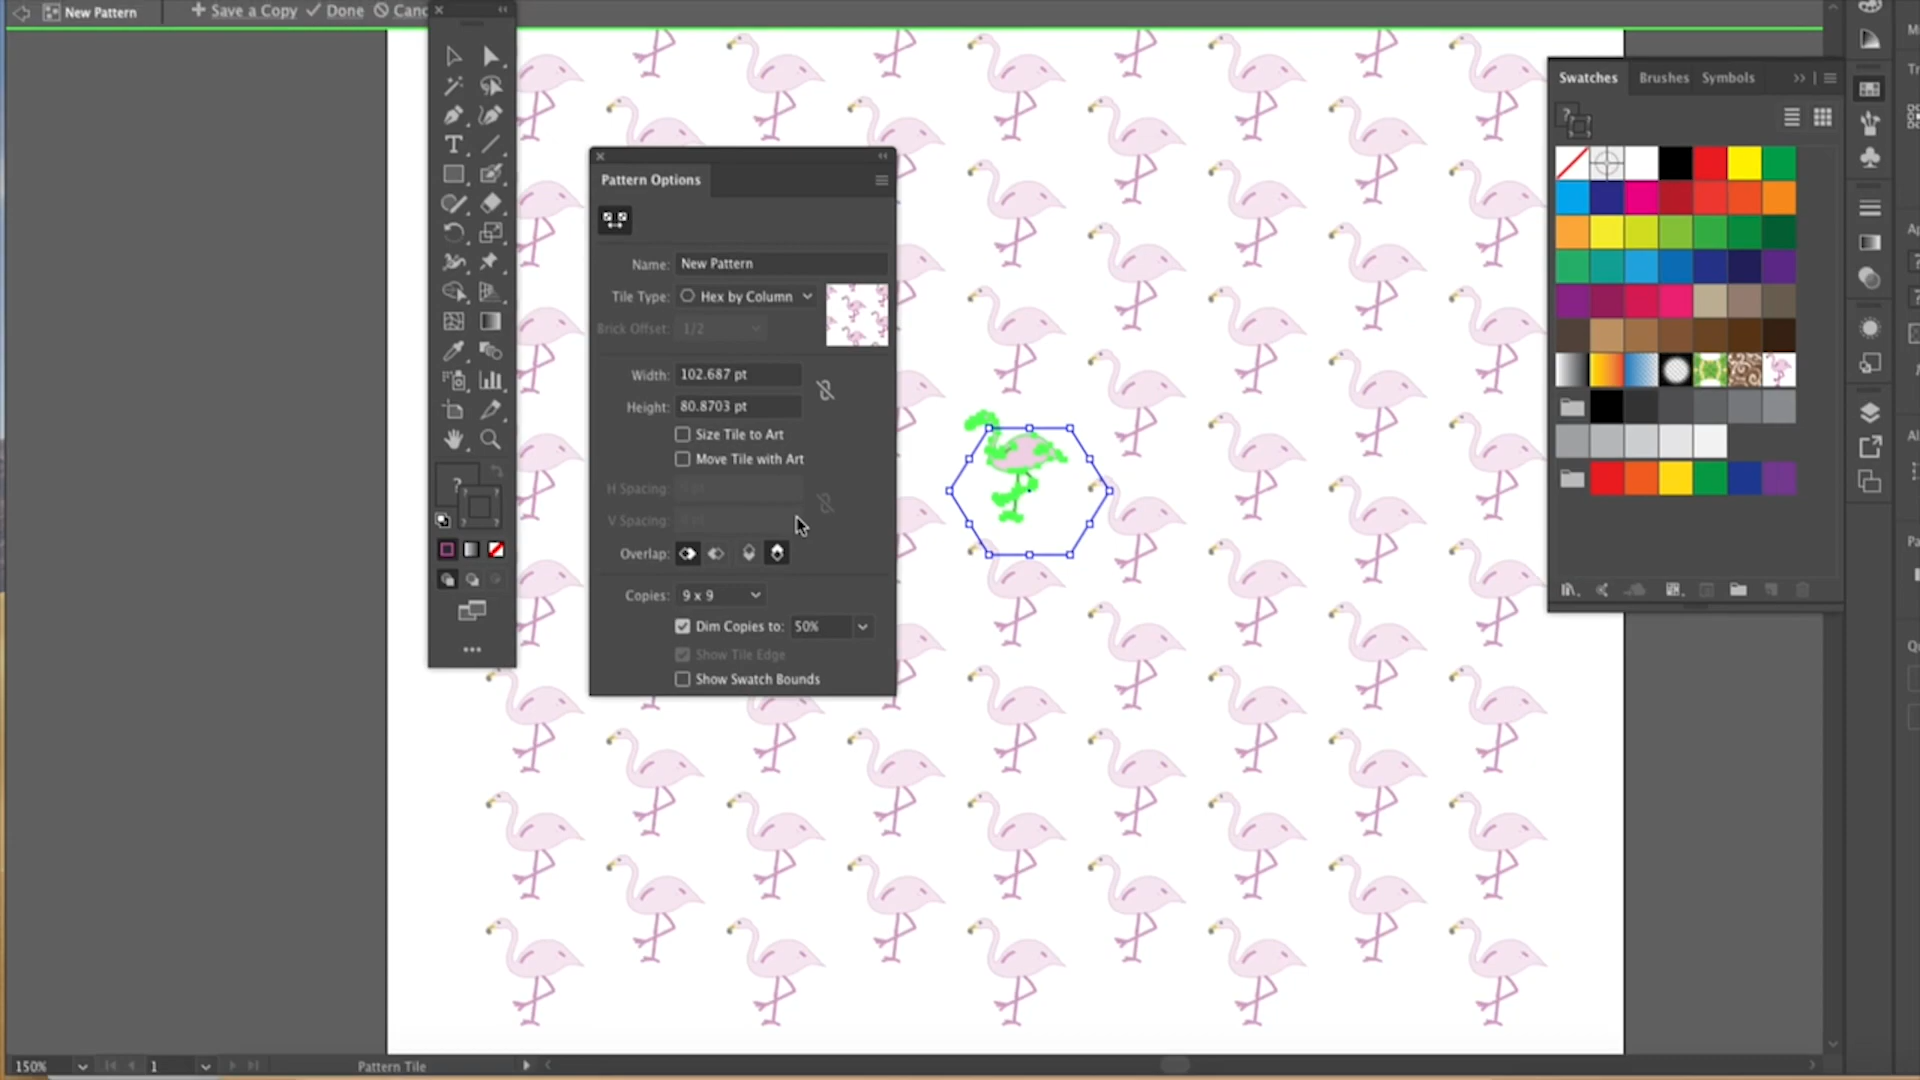 New Pattern
Save a Copy Done Canc
Swatches Brushes Symbols
Pattern Options
Name: New Pattern
Tile Type: Hex by Column
Brick Offset: 1/2
Width: 102.687 pt
Height: 80.8703 pt
Size Tile to Art
Move Tile with Art
H Spacing:
V Spacing:
Overlap:
Copies: 9 x 9
Dim Copies to: 50%
Show Tile Edge
Show Swatch Bounds
150% 1 Pattern Tile